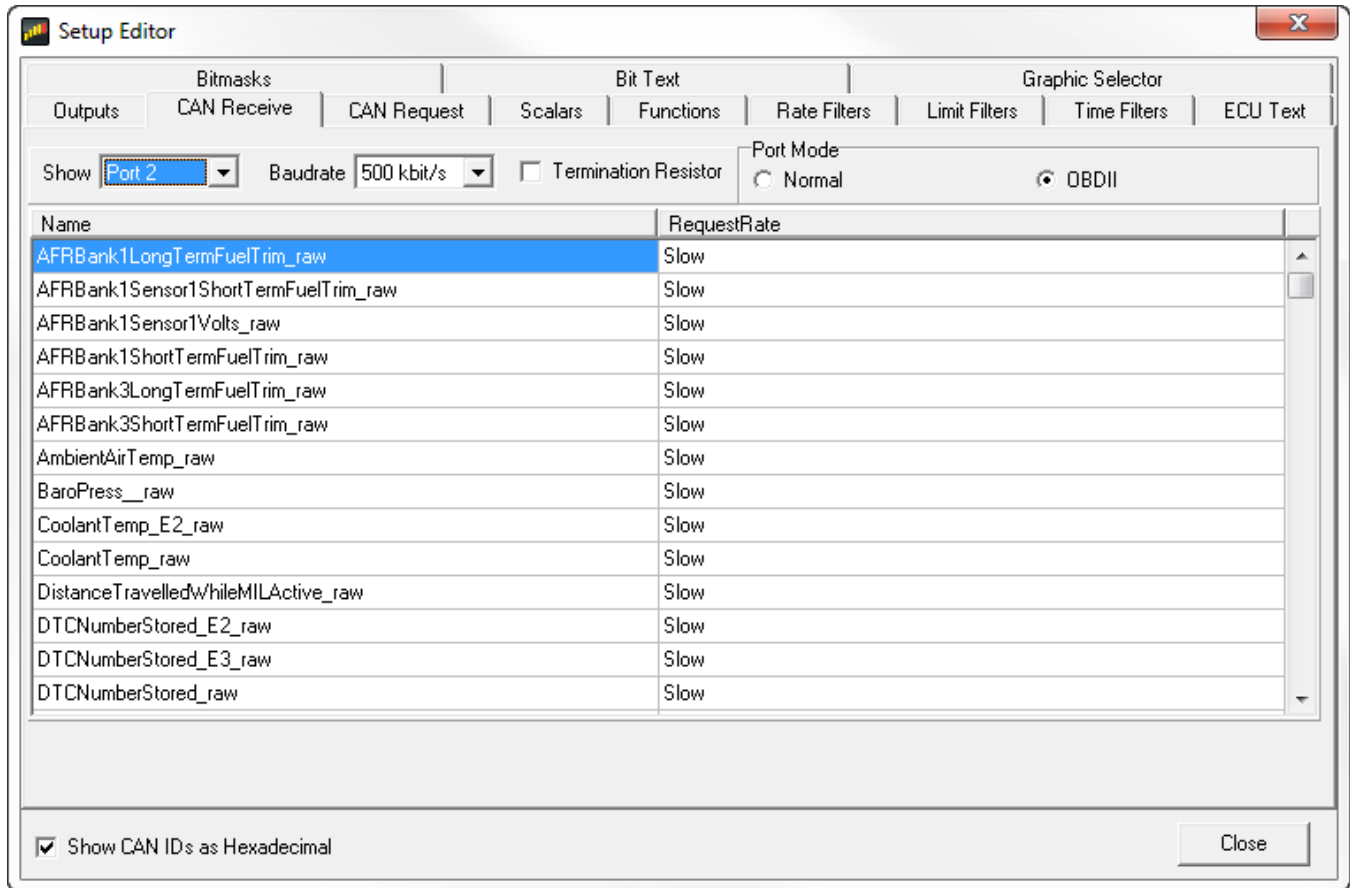 Setup Editor
Bitmasks Bit Text Graphic Selector
Outputs CAN Receive CAN Request Scalars Functions Rate Filters Limit Filters Time Filters ECU Text
Show Port 2 Baudrate 500 kbit/s Termination Resistor Port Mode
Normal OBDII
Name RequestRate
AFRBank1LongTermFuelTrim_raw Slow
AFRBank1Sensor1ShortTermFuelTrim_raw Slow
AFRBank1Sensor1Volts_raw Slow
AFRBank1ShortTermFuelTrim_raw Slow
AFRBank3LongTermFuelTrim_raw Slow
AFRBank3ShortTermFuelTrim_raw Slow
AmbientAirTemp_raw Slow
BaroPress__raw Slow
CoolantTemp_E2_raw Slow
CoolantTemp_raw Slow
DistanceTravelledWhileMILActive_raw Slow
DTCNumberStored_E2_raw Slow
DTCNumberStored_E3_raw Slow
DTCNumberStored_raw Slow
Show CAN IDs as Hexadecimal Close